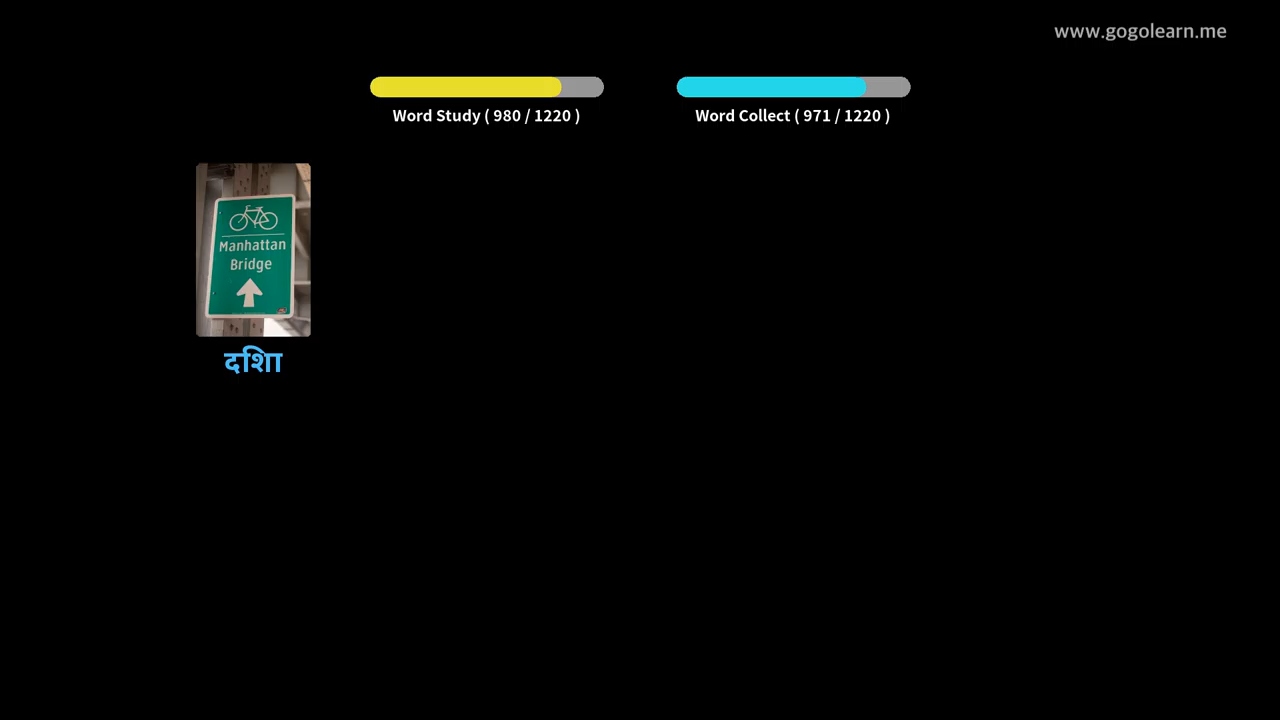 www.gogolearn.me
Word Study ( 980 / 1220 )
Word Collect ( 971 / 1220 )
Manhattan
Bridge
दिशा